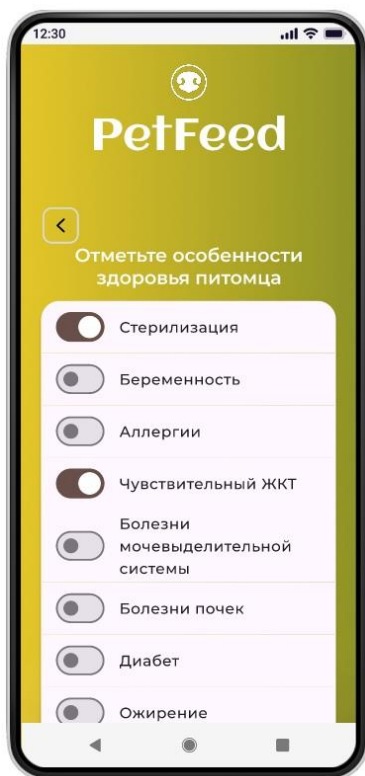 12:30
PetFeed
Отметьте особенности
здоровья питомца
Стерилизация
Беременность
Аллергии
Чувствительный ЖКТ
Болезни
мочевыделительной
системы
Болезни почек
Диабет
Ожирение